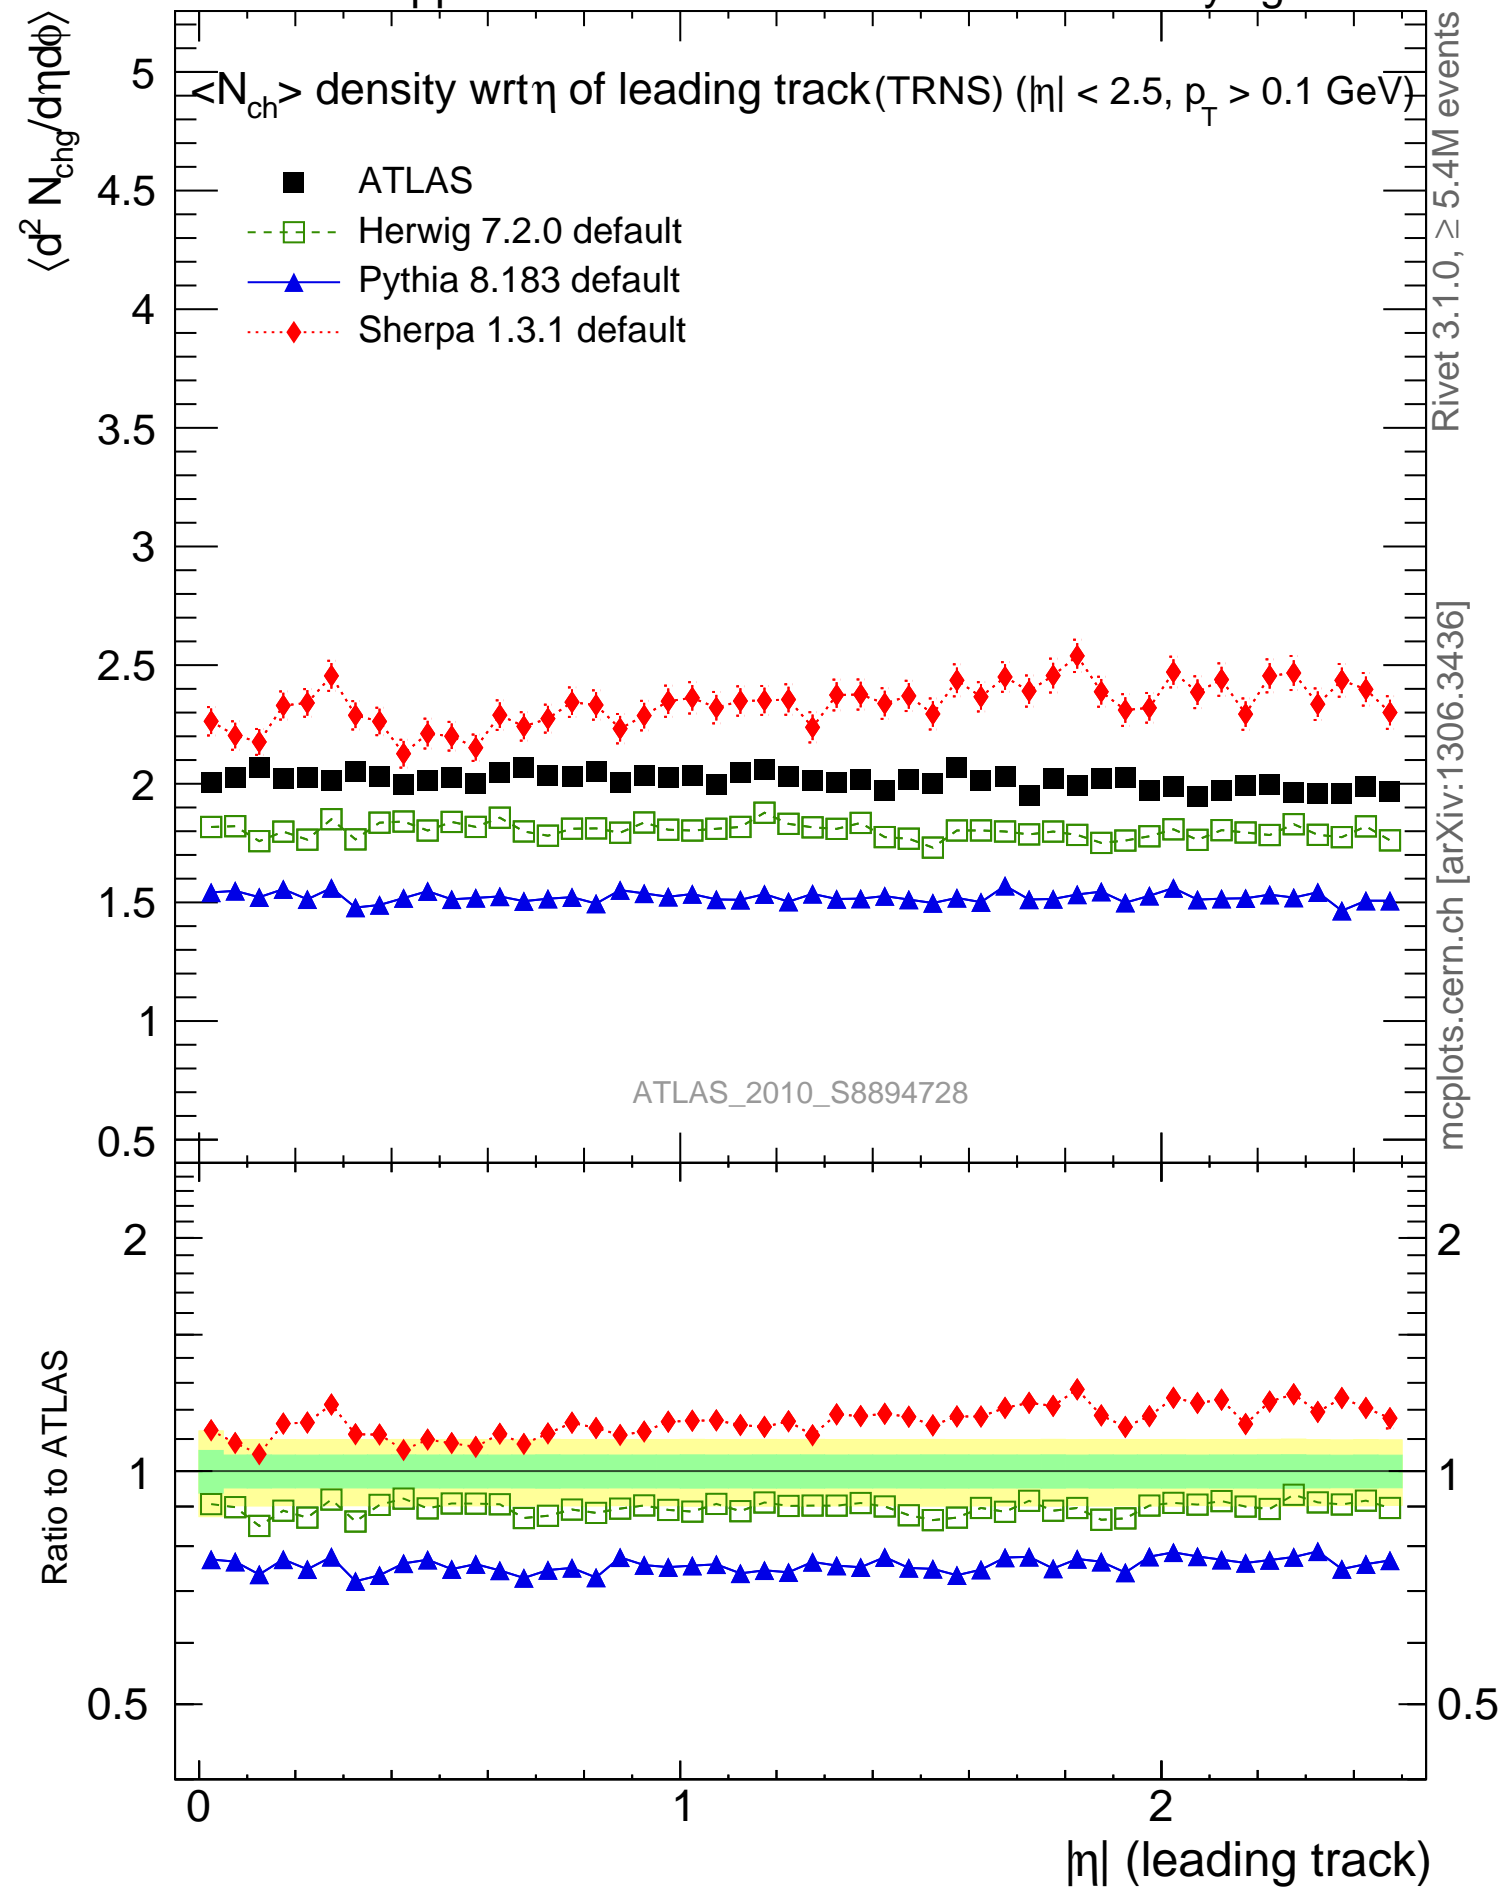 <N_ch> density wrt η of leading track (TRNS) (|η| < 2.5, p_T > 0.1 GeV)
⟨d² N_chg/dηdϕ⟩
ATLAS
Herwig 7.2.0 default
Pythia 8.183 default
Sherpa 1.3.1 default
5
4.5
4
3.5
3
2.5
2
1.5
1
0.5
ATLAS_2010_S8894728
Rivet 3.1.0, ≥ 5.4M events
mcplots.cern.ch [arXiv:1306.3436]
Ratio to ATLAS
2
1
0.5
2
1
0.5
0 1 2
|η| (leading track)